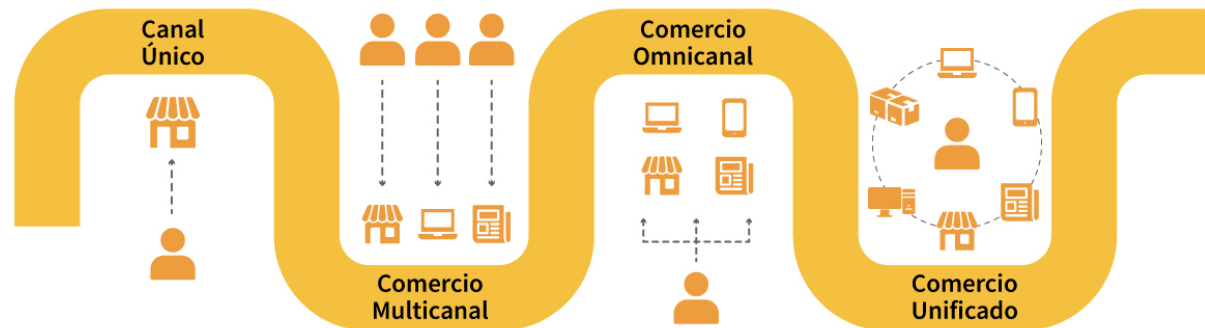 Canal
Único
Comercio
Multicanal
Comercio
Omnicanal
Comercio
Unificado